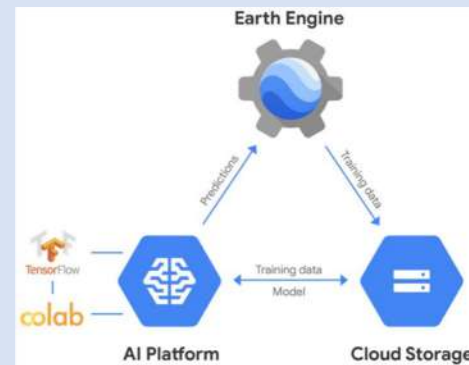 Earth Engine
Predictions
Training data
TensorFlow
Training data
Model
colab
AI Platform
Cloud Storage